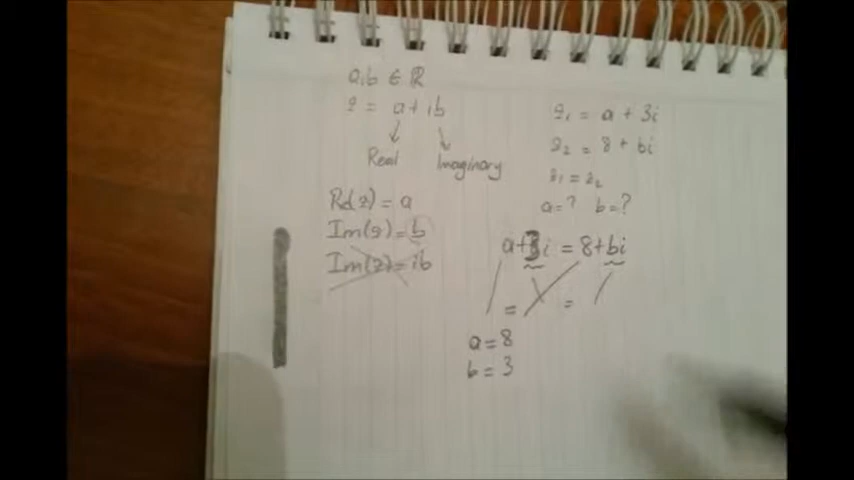 a,b ∈ ℝ
z = a + ib
Real Imaginary
Re(z) = a
Im(z) = b
Im(z) = ib
z₁ = a + 3i
z₂ = 8 + bi
z₁ = z₂
a = ? b = ?
a+3i = 8+bi
= =
a = 8
b = 3